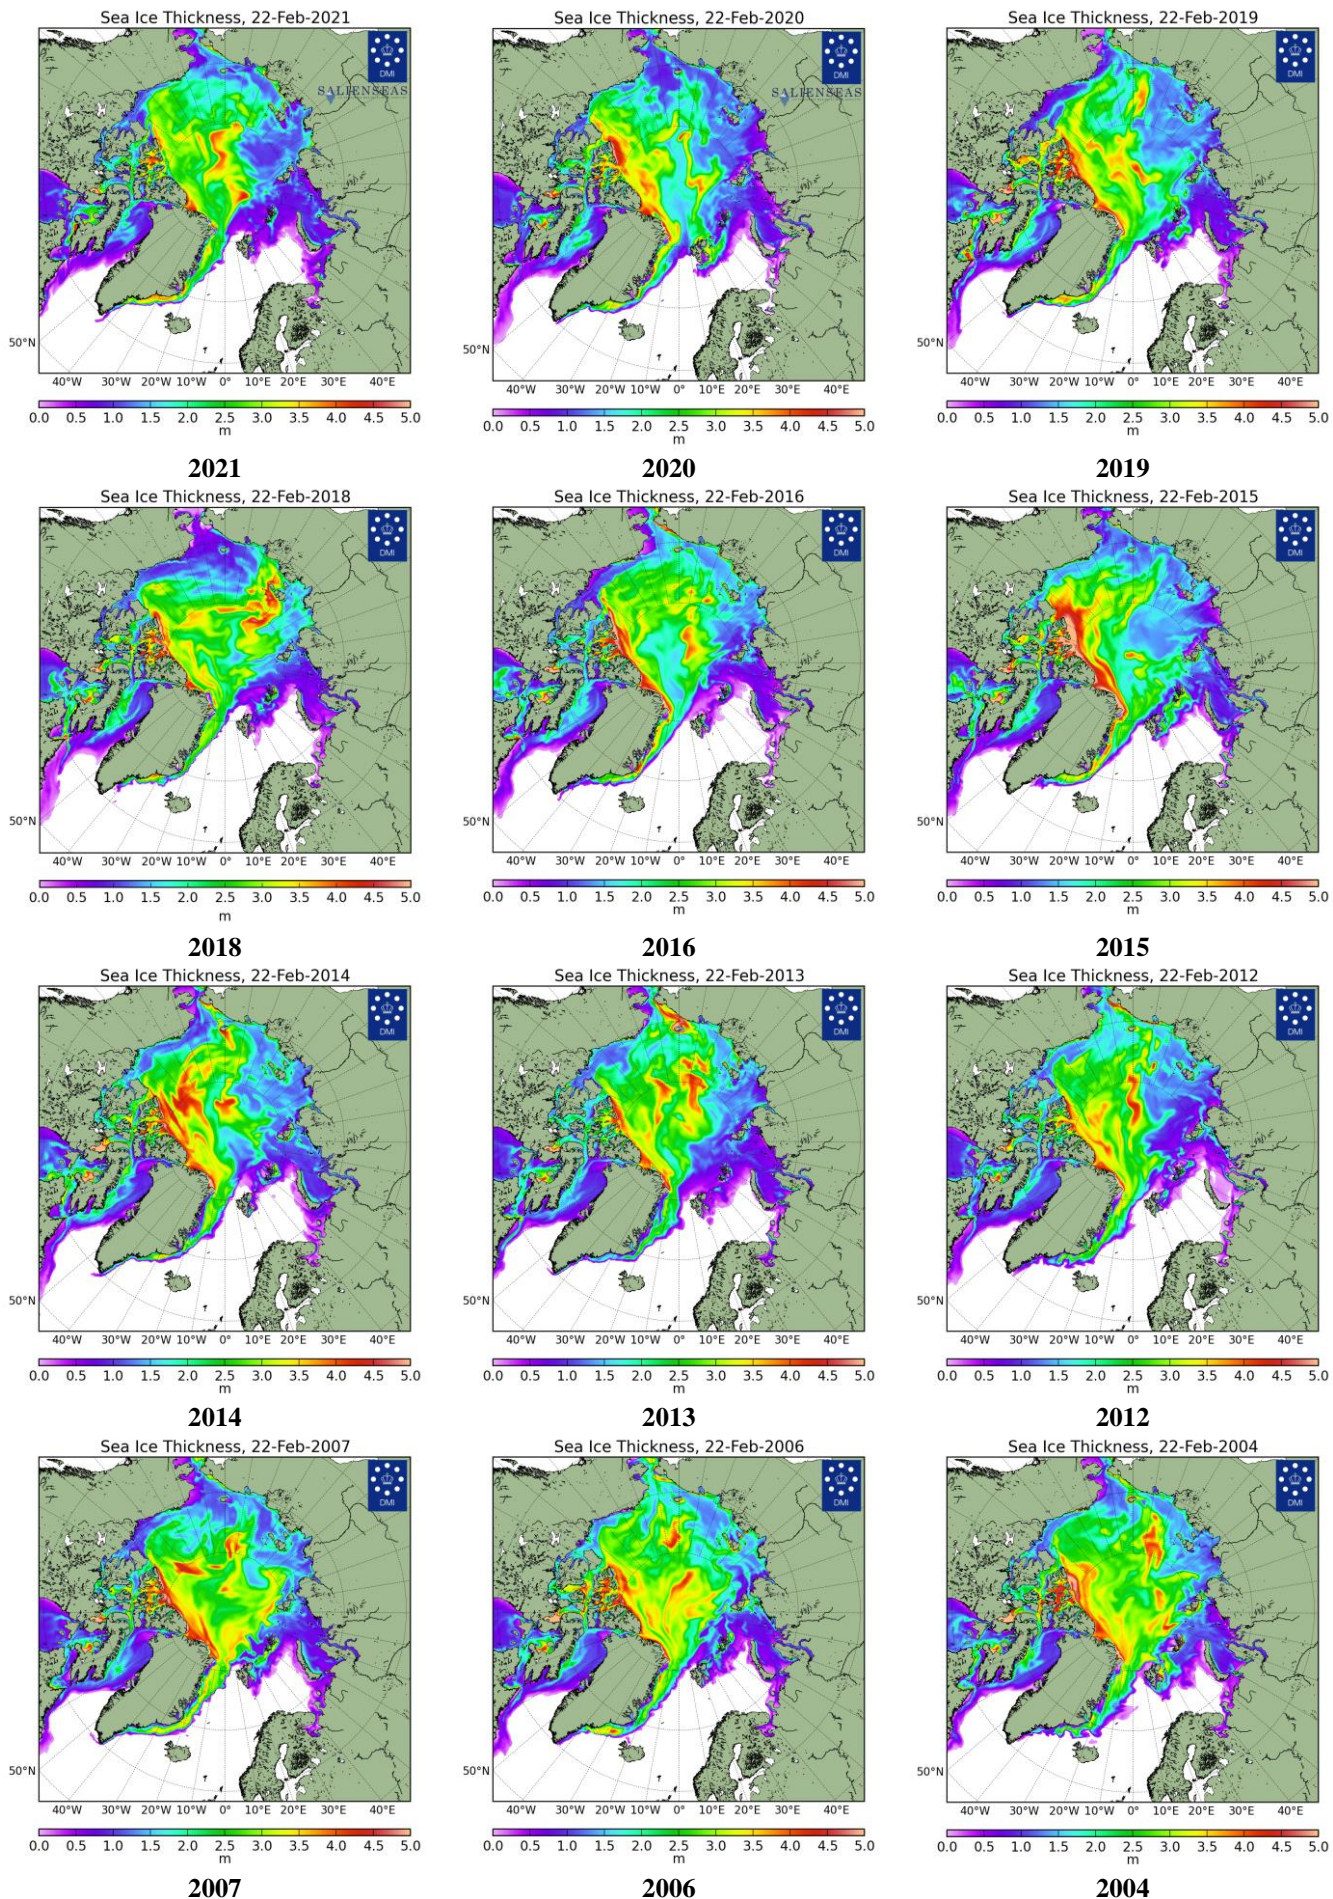 Sea Ice Thickness, 22-Feb-2021
DMI
SALIENSEAS
50°N
40°W 30°W 20°W 10°W 0° 10°E 20°E 30°E 40°E
0.0 0.5 1.0 1.5 2.0 2.5 3.0 3.5 4.0 4.5 5.0
m
2021
Sea Ice Thickness, 22-Feb-2020
DMI
SALIENSEAS
50°N
40°W 30°W 20°W 10°W 0° 10°E 20°E 30°E 40°E
0.0 0.5 1.0 1.5 2.0 2.5 3.0 3.5 4.0 4.5 5.0
m
2020
Sea Ice Thickness, 22-Feb-2019
DMI
50°N
40°W 30°W 20°W 10°W 0° 10°E 20°E 30°E 40°E
0.0 0.5 1.0 1.5 2.0 2.5 3.0 3.5 4.0 4.5 5.0
m
2019
Sea Ice Thickness, 22-Feb-2018
DMI
50°N
40°W 30°W 20°W 10°W 0° 10°E 20°E 30°E 40°E
0.0 0.5 1.0 1.5 2.0 2.5 3.0 3.5 4.0 4.5 5.0
m
2018
Sea Ice Thickness, 22-Feb-2016
DMI
50°N
40°W 30°W 20°W 10°W 0° 10°E 20°E 30°E 40°E
0.0 0.5 1.0 1.5 2.0 2.5 3.0 3.5 4.0 4.5 5.0
m
2016
Sea Ice Thickness, 22-Feb-2015
DMI
50°N
40°W 30°W 20°W 10°W 0° 10°E 20°E 30°E 40°E
0.0 0.5 1.0 1.5 2.0 2.5 3.0 3.5 4.0 4.5 5.0
m
2015
Sea Ice Thickness, 22-Feb-2014
DMI
50°N
40°W 30°W 20°W 10°W 0° 10°E 20°E 30°E 40°E
0.0 0.5 1.0 1.5 2.0 2.5 3.0 3.5 4.0 4.5 5.0
m
2014
Sea Ice Thickness, 22-Feb-2013
DMI
50°N
40°W 30°W 20°W 10°W 0° 10°E 20°E 30°E 40°E
0.0 0.5 1.0 1.5 2.0 2.5 3.0 3.5 4.0 4.5 5.0
m
2013
Sea Ice Thickness, 22-Feb-2012
DMI
50°N
40°W 30°W 20°W 10°W 0° 10°E 20°E 30°E 40°E
0.0 0.5 1.0 1.5 2.0 2.5 3.0 3.5 4.0 4.5 5.0
m
2012
Sea Ice Thickness, 22-Feb-2007
DMI
50°N
40°W 30°W 20°W 10°W 0° 10°E 20°E 30°E 40°E
0.0 0.5 1.0 1.5 2.0 2.5 3.0 3.5 4.0 4.5 5.0
m
2007
Sea Ice Thickness, 22-Feb-2006
DMI
50°N
40°W 30°W 20°W 10°W 0° 10°E 20°E 30°E 40°E
0.0 0.5 1.0 1.5 2.0 2.5 3.0 3.5 4.0 4.5 5.0
m
2006
Sea Ice Thickness, 22-Feb-2004
DMI
50°N
40°W 30°W 20°W 10°W 0° 10°E 20°E 30°E 40°E
0.0 0.5 1.0 1.5 2.0 2.5 3.0 3.5 4.0 4.5 5.0
m
2004